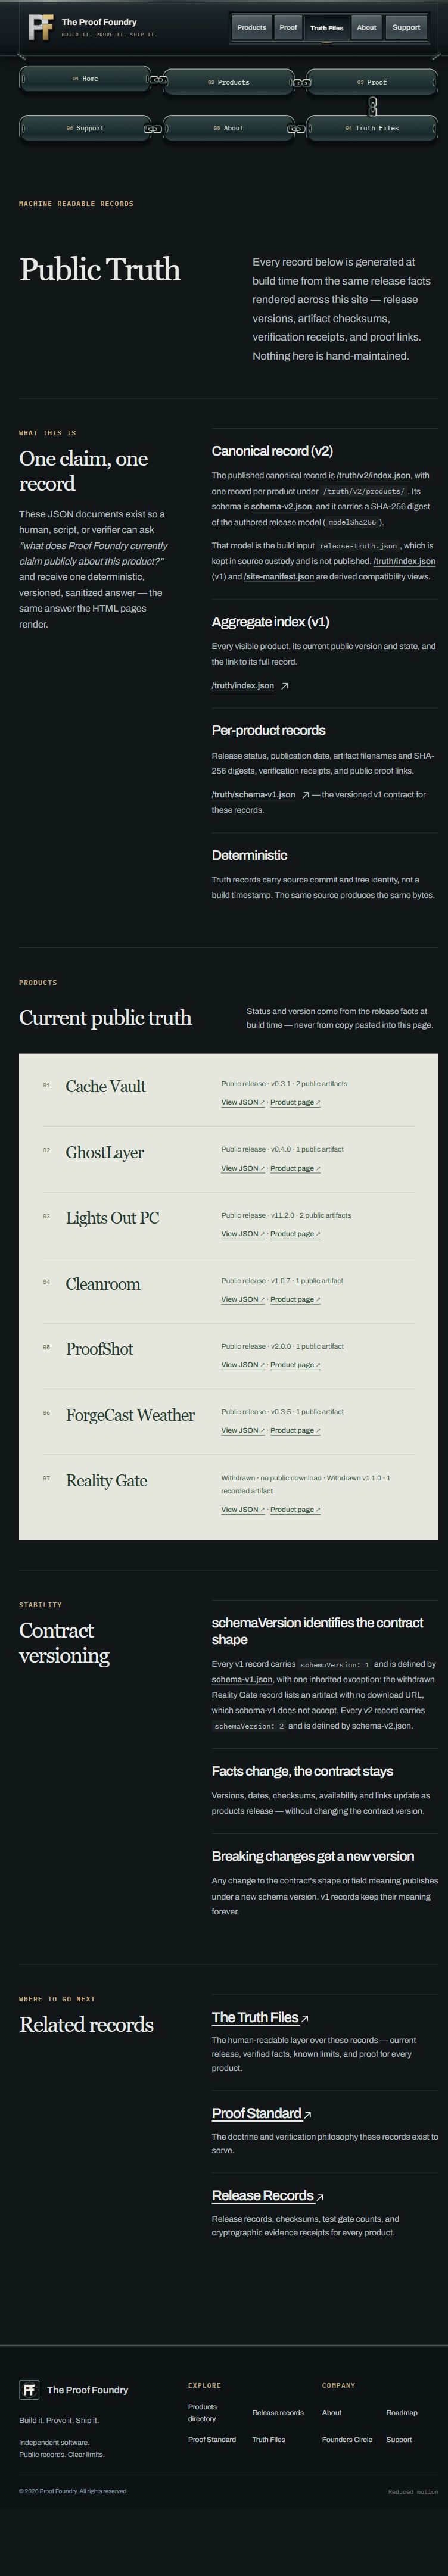 The Proof Foundry
BUILD IT. PROVE IT. SHIP IT.
Products
Proof
Truth Files
About
Support
01 Home
02 Products
03 Proof
06 Support
05 About
04 Truth Files
MACHINE-READABLE RECORDS
Public Truth
Every record below is generated at
build time from the same release facts
rendered across this site — release
versions, artifact checksums,
verification receipts, and proof links.
Nothing here is hand-maintained.
WHAT THIS IS
One claim, one
record
These JSON documents exist so a
human, script, or verifier can ask
"what does Proof Foundry currently
claim publicly about this product?"
and receive one deterministic,
versioned, sanitized answer — the
same answer the HTML pages
render.
Canonical record (v2)
The published canonical record is /truth/v2/index.json, with
one record per product under /truth/v2/products/. Its
schema is schema-v2.json, and it carries a SHA-256 digest
of the authored release model (modelSha256).
That model is the build input release-truth.json, which is
kept in source custody and is not published. /truth/index.json
(v1) and /site-manifest.json are derived compatibility views.
Aggregate index (v1)
Every visible product, its current public version and state, and
the link to its full record.
/truth/index.json ↗
Per-product records
Release status, publication date, artifact filenames and SHA-
256 digests, verification receipts, and public proof links.
/truth/schema-v1.json ↗ — the versioned v1 contract for
these records.
Deterministic
Truth records carry source commit and tree identity, not a
build timestamp. The same source produces the same bytes.
PRODUCTS
Current public truth
Status and version come from the release facts at
build time — never from copy pasted into this page.
01 Cache Vault
Public release · v0.3.1 · 2 public artifacts
View JSON ↗ · Product page ↗
02 GhostLayer
Public release · v0.4.0 · 1 public artifact
View JSON ↗ · Product page ↗
03 Lights Out PC
Public release · v11.2.0 · 2 public artifacts
View JSON ↗ · Product page ↗
04 Cleanroom
Public release · v1.0.7 · 1 public artifact
View JSON ↗ · Product page ↗
05 ProofShot
Public release · v2.0.0 · 1 public artifact
View JSON ↗ · Product page ↗
06 ForgeCast Weather
Public release · v0.3.5 · 1 public artifact
View JSON ↗ · Product page ↗
07 Reality Gate
Withdrawn · no public download · Withdrawn v1.1.0 · 1
recorded artifact
View JSON ↗ · Product page ↗
STABILITY
Contract
versioning
schemaVersion identifies the contract
shape
Every v1 record carries schemaVersion: 1 and is defined by
schema-v1.json, with one inherited exception: the withdrawn
Reality Gate record lists an artifact with no download URL,
which schema-v1 does not accept. Every v2 record carries
schemaVersion: 2 and is defined by schema-v2.json.
Facts change, the contract stays
Versions, dates, checksums, availability and links update as
products release — without changing the contract version.
Breaking changes get a new version
Any change to the contract's shape or field meaning publishes
under a new schema version. v1 records keep their meaning
forever.
WHERE TO GO NEXT
Related records
The Truth Files ↗
The human-readable layer over these records — current
release, verified facts, known limits, and proof for every
product.
Proof Standard ↗
The doctrine and verification philosophy these records exist to
serve.
Release Records ↗
Release records, checksums, test gate counts, and
cryptographic evidence receipts for every product.
The Proof Foundry
Build it. Prove it. Ship it.
Independent software.
Public records. Clear limits.
EXPLORE
Products
directory
Release records
Proof Standard
Truth Files
COMPANY
About
Roadmap
Founders Circle
Support
© 2026 Proof Foundry. All rights reserved.
Reduced motion